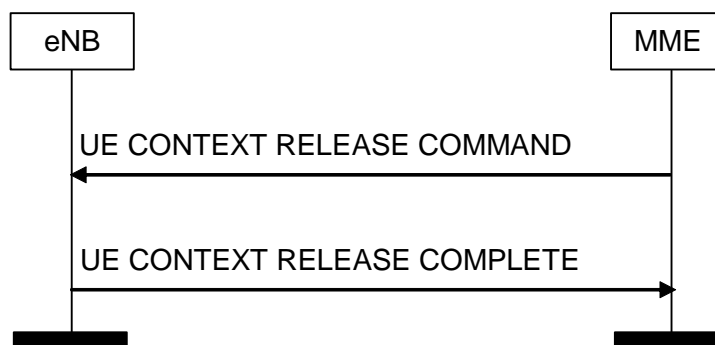 eNB
MME
UE CONTEXT RELEASE COMMAND
UE CONTEXT RELEASE COMPLETE